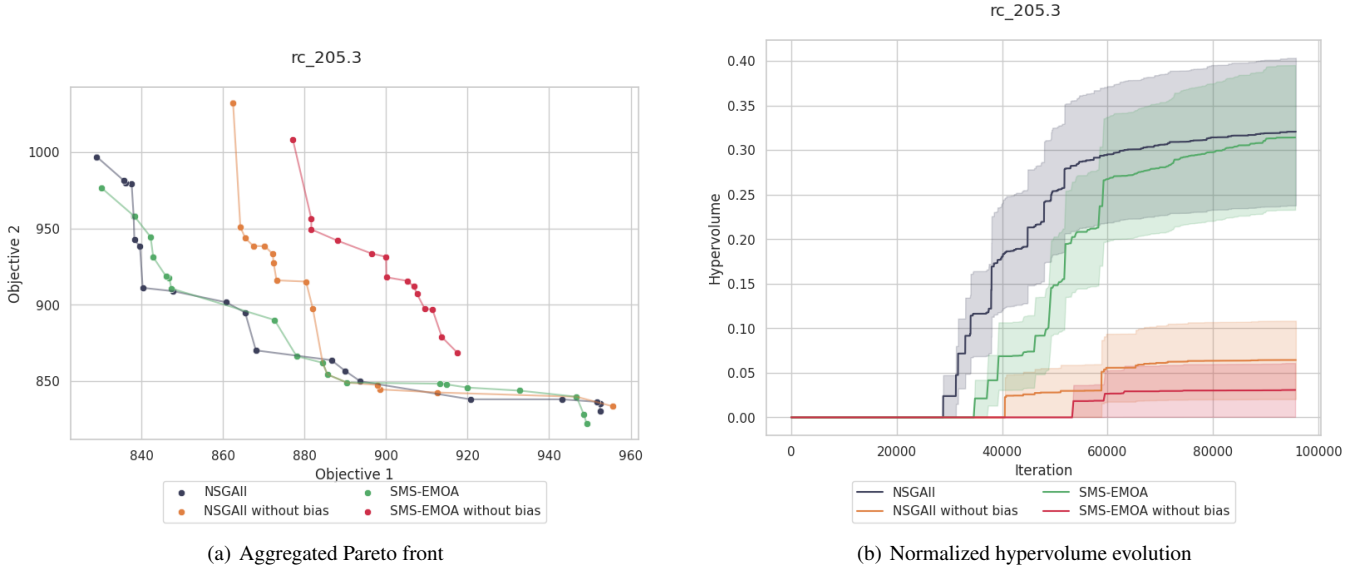 rc_205.3
1000
950
900
850
Objective 2
840
860
880
900
920
940
960
Objective 1
NSGAII
SMS-EMOA
NSGAII without bias
SMS-EMOA without bias
(a) Aggregated Pareto front
rc_205.3
0.40
0.35
0.30
0.25
0.20
0.15
0.10
0.05
0.00
Hypervolume
0
20000
40000
60000
80000
100000
Iteration
NSGAII
SMS-EMOA
NSGAII without bias
SMS-EMOA without bias
(b) Normalized hypervolume evolution